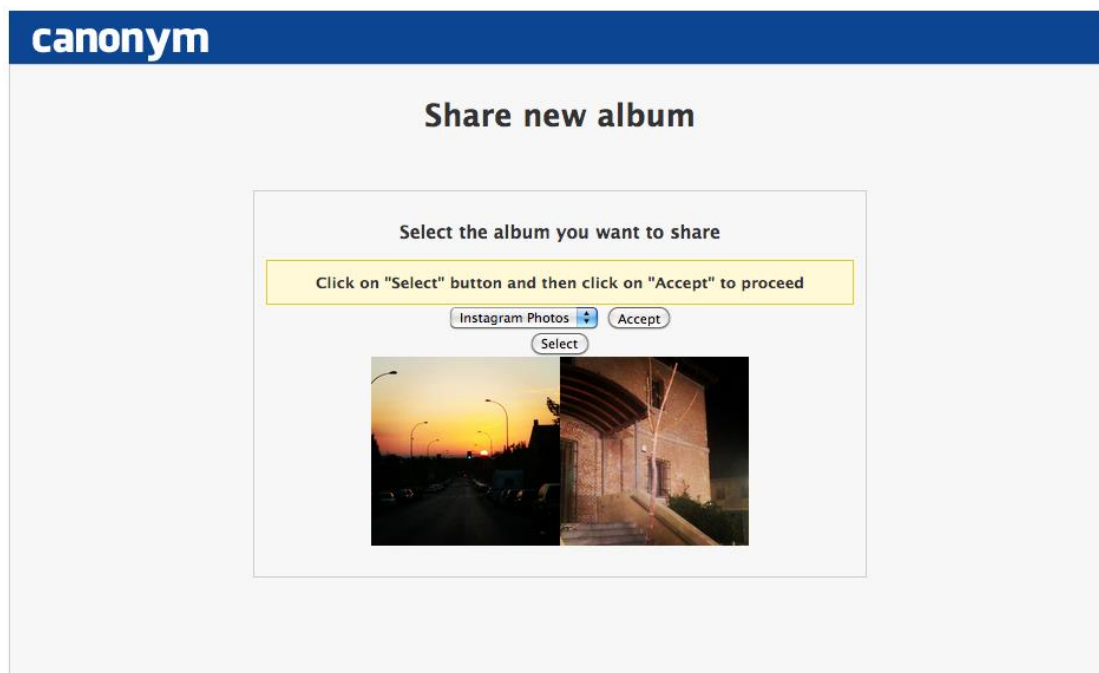 canonym
Share new album
Select the album you want to share
Click on "Select" button and then click on "Accept" to proceed
Instagram Photos Accept
Select